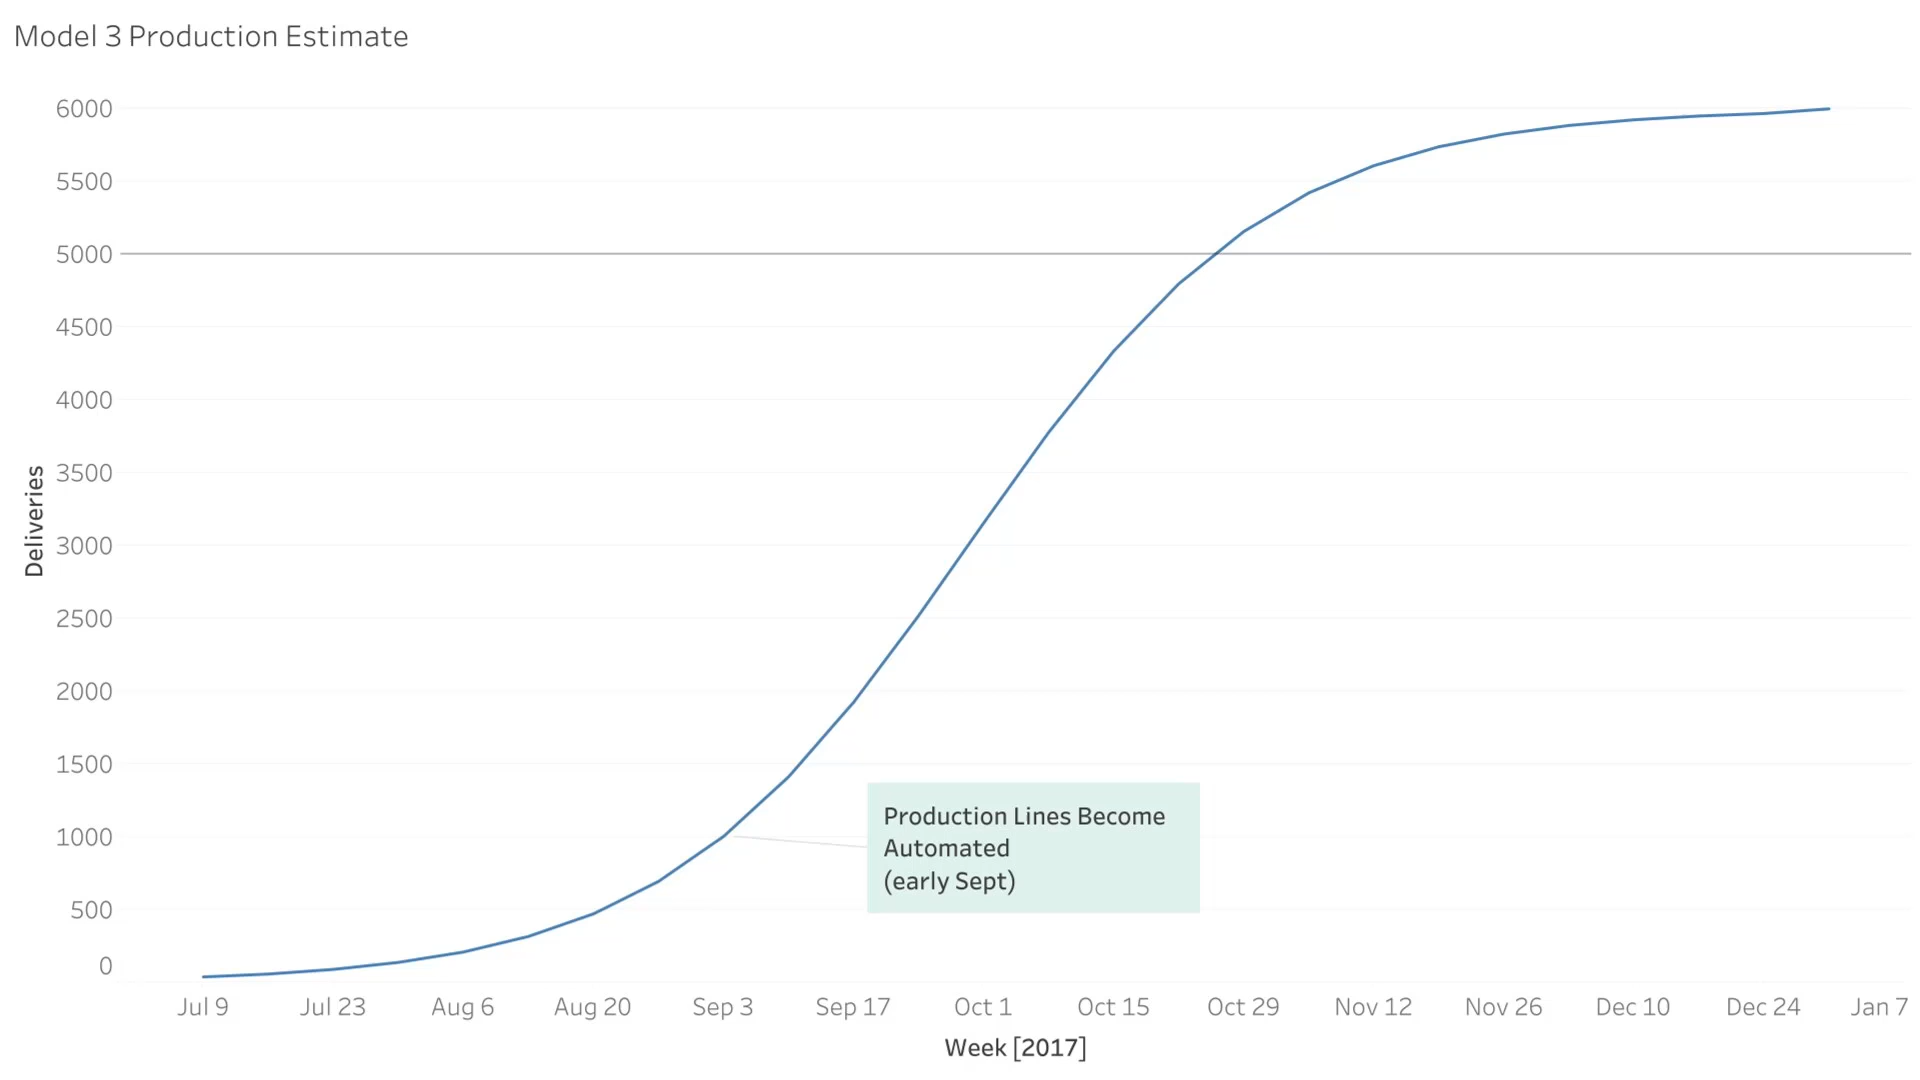 Model 3 Production Estimate
6000
5500
5000
4500
4000
3500
3000
2500
2000
1500
1000
500
0
Deliveries
Production Lines Become
Automated
(early Sept)
Jul 9 Jul 23 Aug 6 Aug 20 Sep 3 Sep 17 Oct 1 Oct 15 Oct 29 Nov 12 Nov 26 Dec 10 Dec 24 Jan 7
Week [2017]